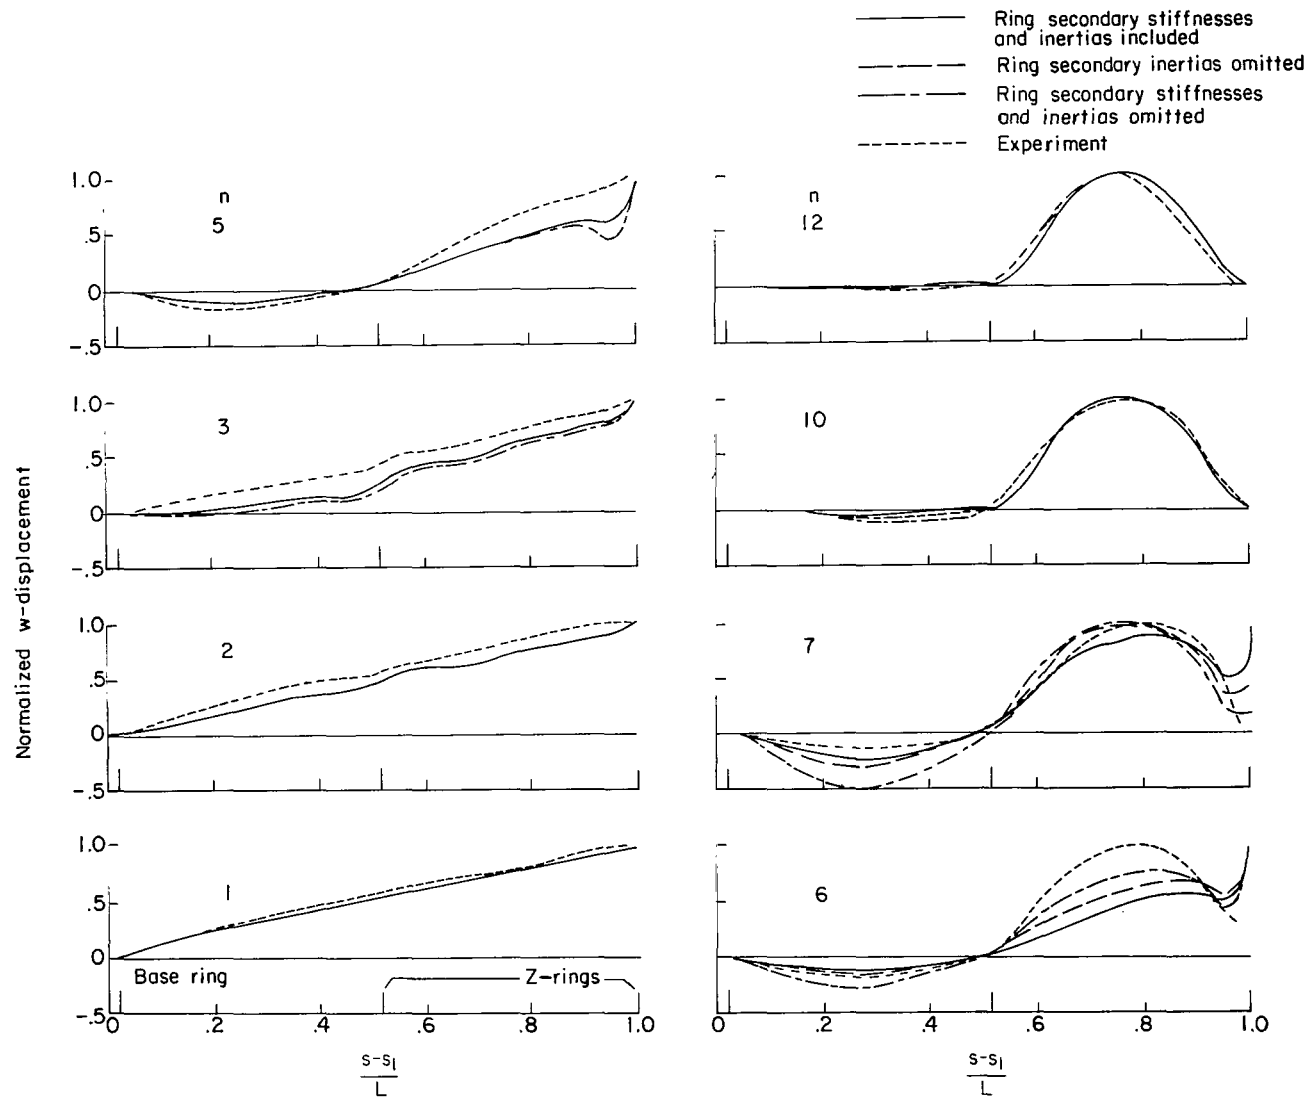 Ring secondary stiffnesses
and inertias included
Ring secondary inertias omitted
Ring secondary stiffnesses
and inertias omitted
Experiment
Normalized w-displacement
1.0
.5
0
-.5
n
5
1.0
.5
0
-.5
3
1.0
.5
0
-.5
2
1.0
.5
0
-.5
1
Base ring
Z-rings
0 .2 .4 .6 .8 1.0
s-s1
L
n
12
10
7
6
0 .2 .4 .6 .8 1.0
s-s1
L